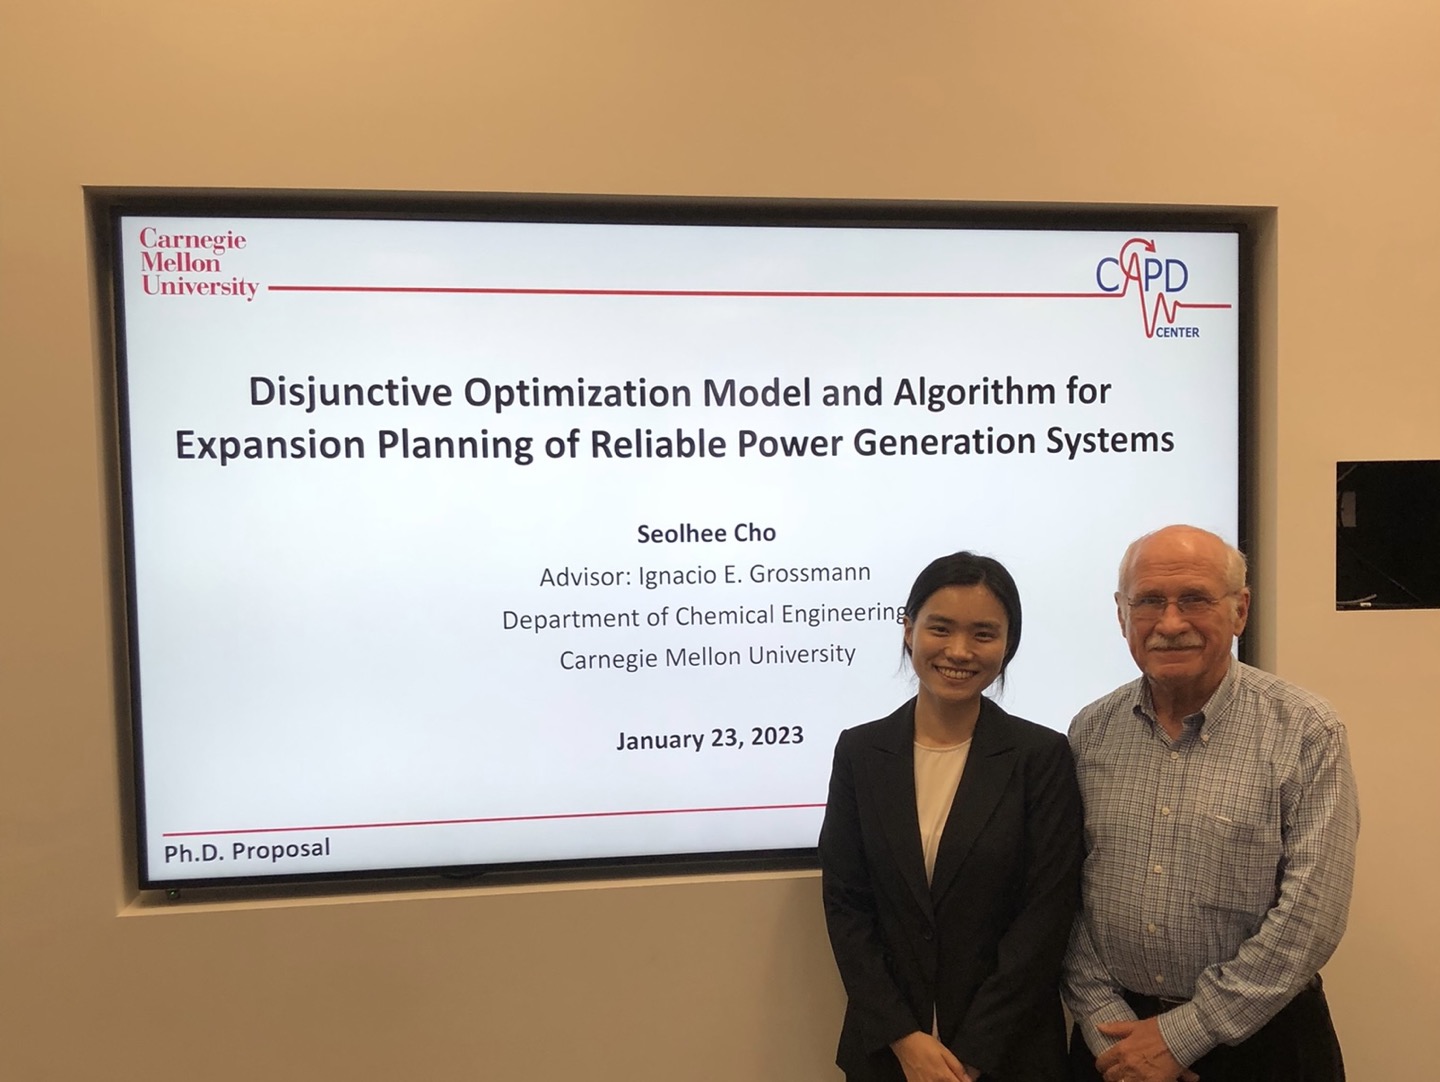 Carnegie
Mellon
University
CAPD
CENTER
Disjunctive Optimization Model and Algorithm for
Expansion Planning of Reliable Power Generation Systems
Seolhee Cho
Advisor: Ignacio E. Grossmann
Department of Chemical Engineering
Carnegie Mellon University
January 23, 2023
Ph.D. Proposal